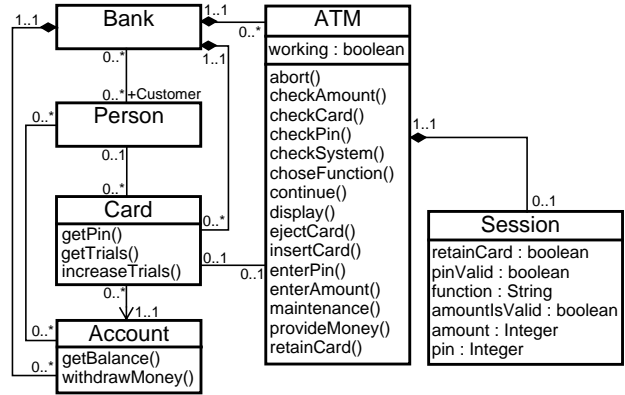 1..1
Bank
1..1
0..*
1..1
0..*
0..*
+Customer
Person
0..*
0..1
0..*
Card
getPin()
getTrials()
increaseTrials()
0..*
0..1
0..1
0..*
1..1
Account
getBalance()
withdrawMoney()
0..*
0..*
ATM
working : boolean
abort()
checkAmount()
checkCard()
checkPin()
checkSystem()
choseFunction()
continue()
display()
ejectCard()
insertCard()
enterPin()
enterAmount()
maintenance()
provideMoney()
retainCard()
1..1
0..1
Session
retainCard : boolean
pinValid : boolean
function : String
amountIsValid : boolean
amount : Integer
pin : Integer